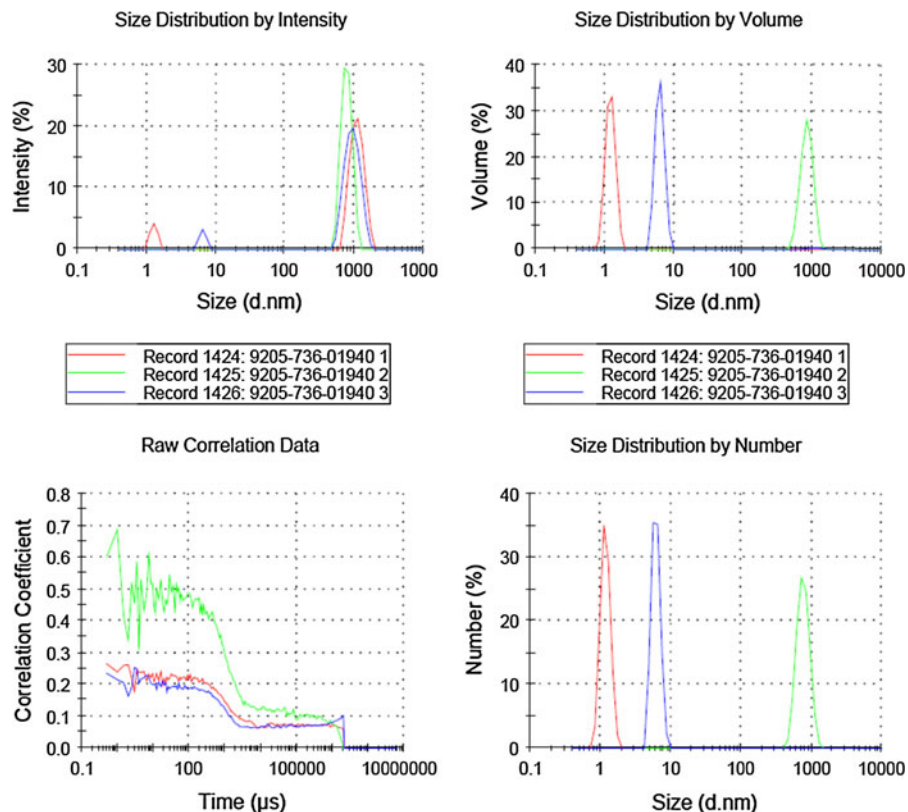 Size Distribution by Intensity
Intensity (%)
30
20
10
0
0.1 1 10 100 1000 10000
Size (d.nm)
Size Distribution by Volume
Volume (%)
40
30
20
10
0
0.1 1 10 100 1000 10000
Size (d.nm)
Record 1424: 9205-736-01940 1
Record 1425: 9205-736-01940 2
Record 1426: 9205-736-01940 3
Record 1424: 9205-736-01940 1
Record 1425: 9205-736-01940 2
Record 1426: 9205-736-01940 3
Raw Correlation Data
Correlation Coefficient
0.8
0.7
0.6
0.5
0.4
0.3
0.2
0.1
0.0
0.1 100 100000 10000000
Time (µs)
Size Distribution by Number
Number (%)
40
30
20
10
0
0.1 1 10 100 1000 10000
Size (d.nm)